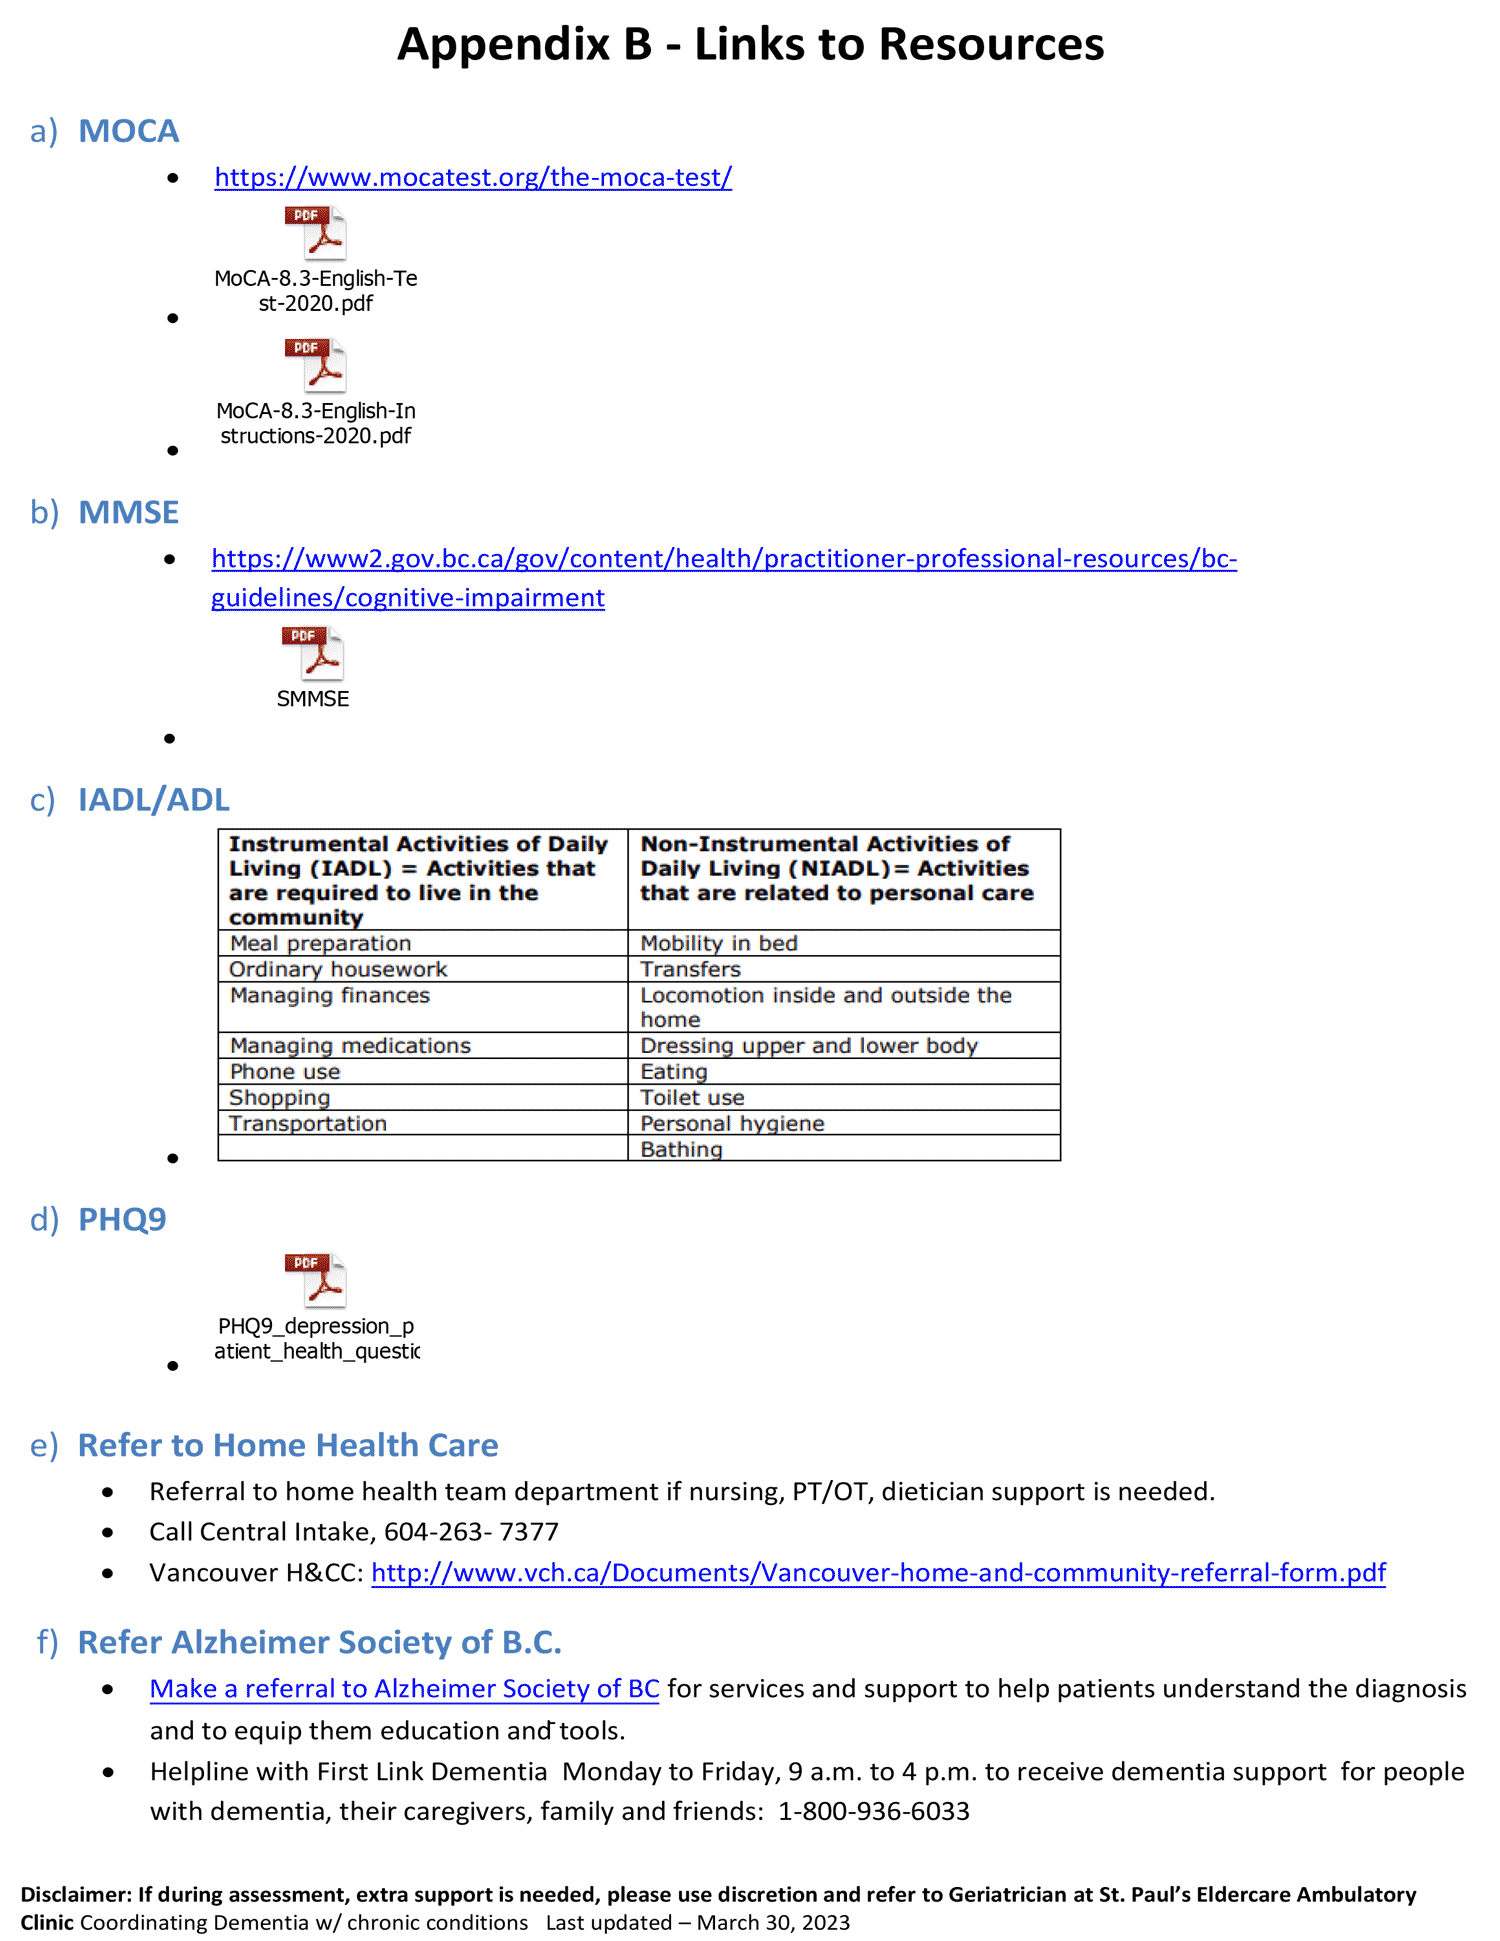 Appendix B - Links to Resources
a) MOCA
• https://www.mocatest.org/the-moca-test/
PDF
MoCA-8.3-English-Te
st-2020.pdf
•
PDF
MoCA-8.3-English-In
structions-2020.pdf
•
b) MMSE
• https://www2.gov.bc.ca/gov/content/health/practitioner-professional-resources/bc-
guidelines/cognitive-impairment
PDF
SMMSE
•
c) IADL/ADL
Instrumental Activities of Daily
Living (IADL) = Activities that
are required to live in the
community
Non-Instrumental Activities of
Daily Living (NIADL)= Activities
that are related to personal care
Meal preparation
Mobility in bed
Ordinary housework
Transfers
Managing finances
Locomotion inside and outside the
home
Managing medications
Dressing upper and lower body
Phone use
Eating
Shopping
Toilet use
Transportation
Personal hygiene
Bathing
•
d) PHQ9
PDF
PHQ9_depression_p
atient_health_questic
•
e) Refer to Home Health Care
• Referral to home health team department if nursing, PT/OT, dietician support is needed.
• Call Central Intake, 604-263- 7377
• Vancouver H&CC: http://www.vch.ca/Documents/Vancouver-home-and-community-referral-form.pdf
f) Refer Alzheimer Society of B.C.
• Make a referral to Alzheimer Society of BC for services and support to help patients understand the diagnosis
and to equip them education and tools.
• Helpline with First Link Dementia  Monday to Friday, 9 a.m. to 4 p.m. to receive dementia support  for people
with dementia, their caregivers, family and friends:  1-800-936-6033
Disclaimer: If during assessment, extra support is needed, please use discretion and refer to Geriatrician at St. Paul’s Eldercare Ambulatory
Clinic Coordinating Dementia w/ chronic conditions   Last updated – March 30, 2023